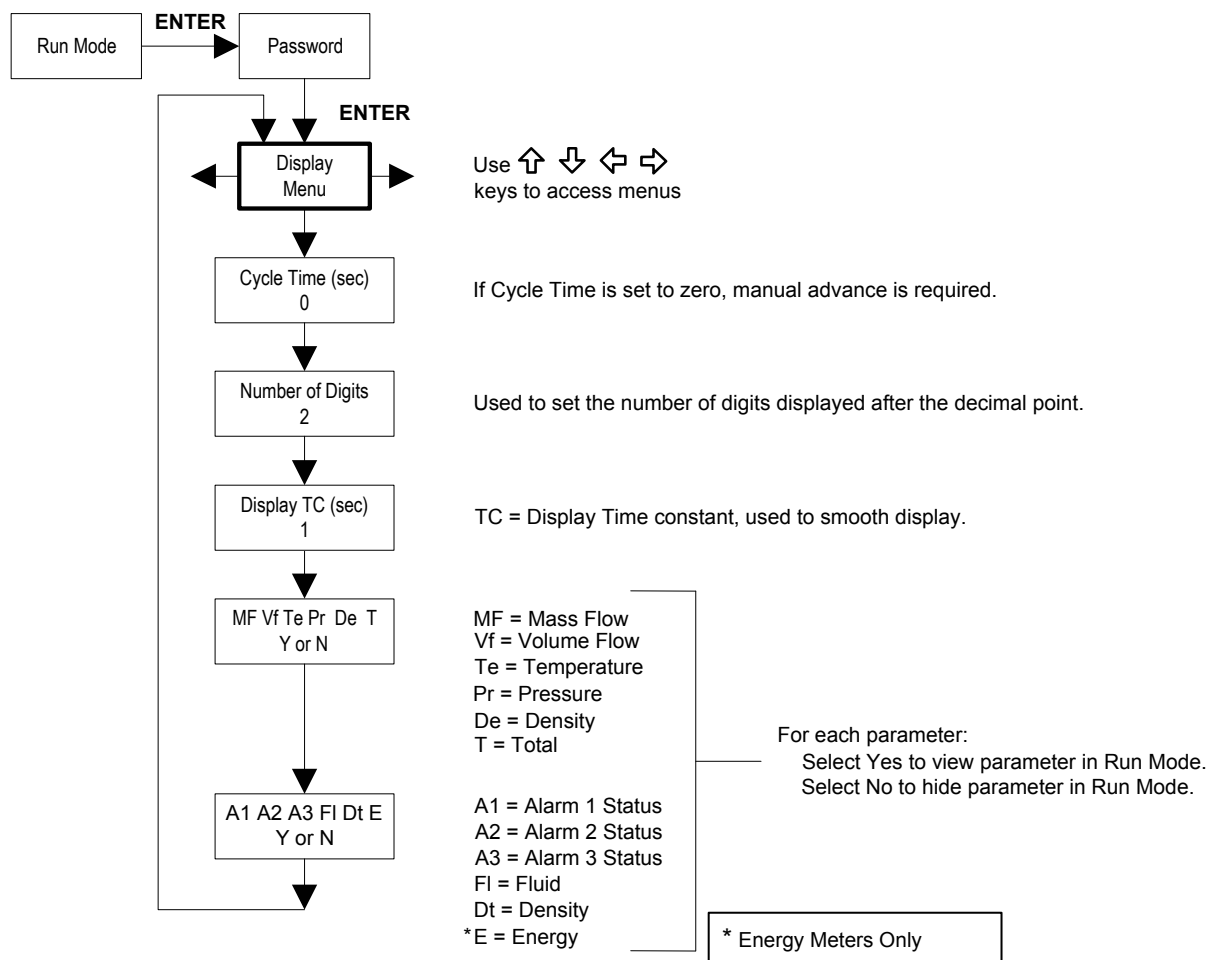 ENTER
Run Mode
Password
ENTER
Display
Menu
Use
keys to access menus
Cycle Time (sec)
0
If Cycle Time is set to zero, manual advance is required.
Number of Digits
2
Used to set the number of digits displayed after the decimal point.
Display TC (sec)
1
TC = Display Time constant, used to smooth display.
MF Vf Te Pr De T
Y or N
MF = Mass Flow
Vf = Volume Flow
Te = Temperature
Pr = Pressure
De = Density
T = Total
For each parameter:
Select Yes to view parameter in Run Mode.
Select No to hide parameter in Run Mode.
A1 A2 A3 Fl Dt E
Y or N
A1 = Alarm 1 Status
A2 = Alarm 2 Status
A3 = Alarm 3 Status
Fl = Fluid
Dt = Density
*E = Energy
* Energy Meters Only